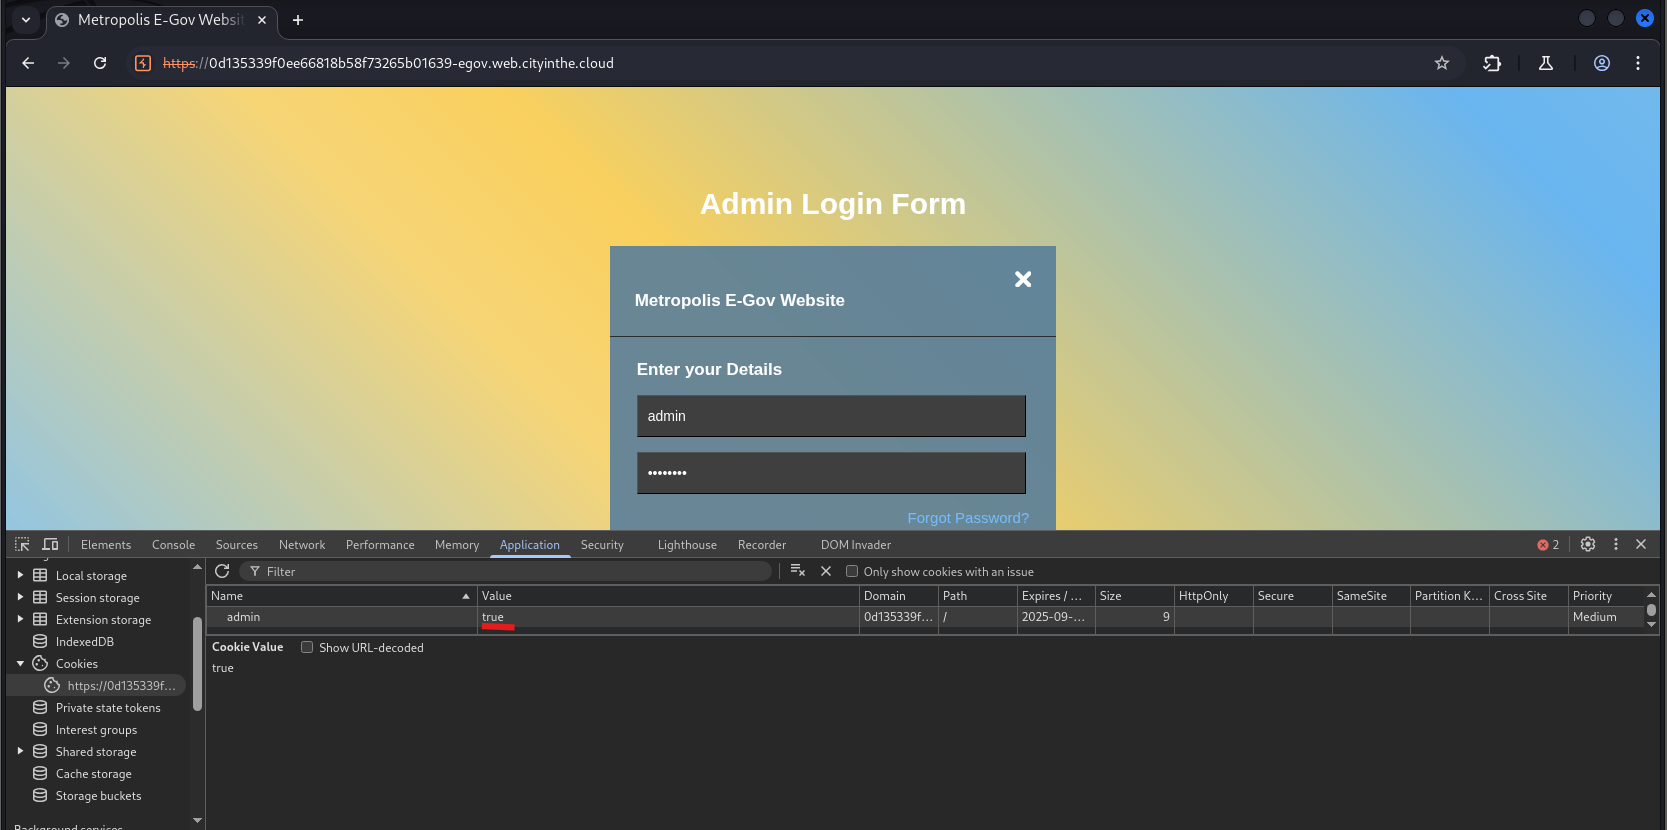 Metropolis E-Gov Websit
https://0d135339f0ee66818b58f73265b01639-egov.web.cityinthe.cloud
Admin Login Form
Metropolis E-Gov Website
Enter your Details
admin
••••••••
Forgot Password?
Elements Console Sources Network Performance Memory Application Security Lighthouse Recorder DOM Invader 2
Local storage
Session storage
Extension storage
IndexedDB
Cookies
https://0d135339f...
Private state tokens
Interest groups
Shared storage
Cache storage
Storage buckets
Background services
Filter Only show cookies with an issue
Name Value Domain Path Expires / ... Size HttpOnly Secure SameSite Partition K... Cross Site Priority
admin true 0d135339f... / 2025-09-... 9 Medium
Cookie Value Show URL-decoded
true